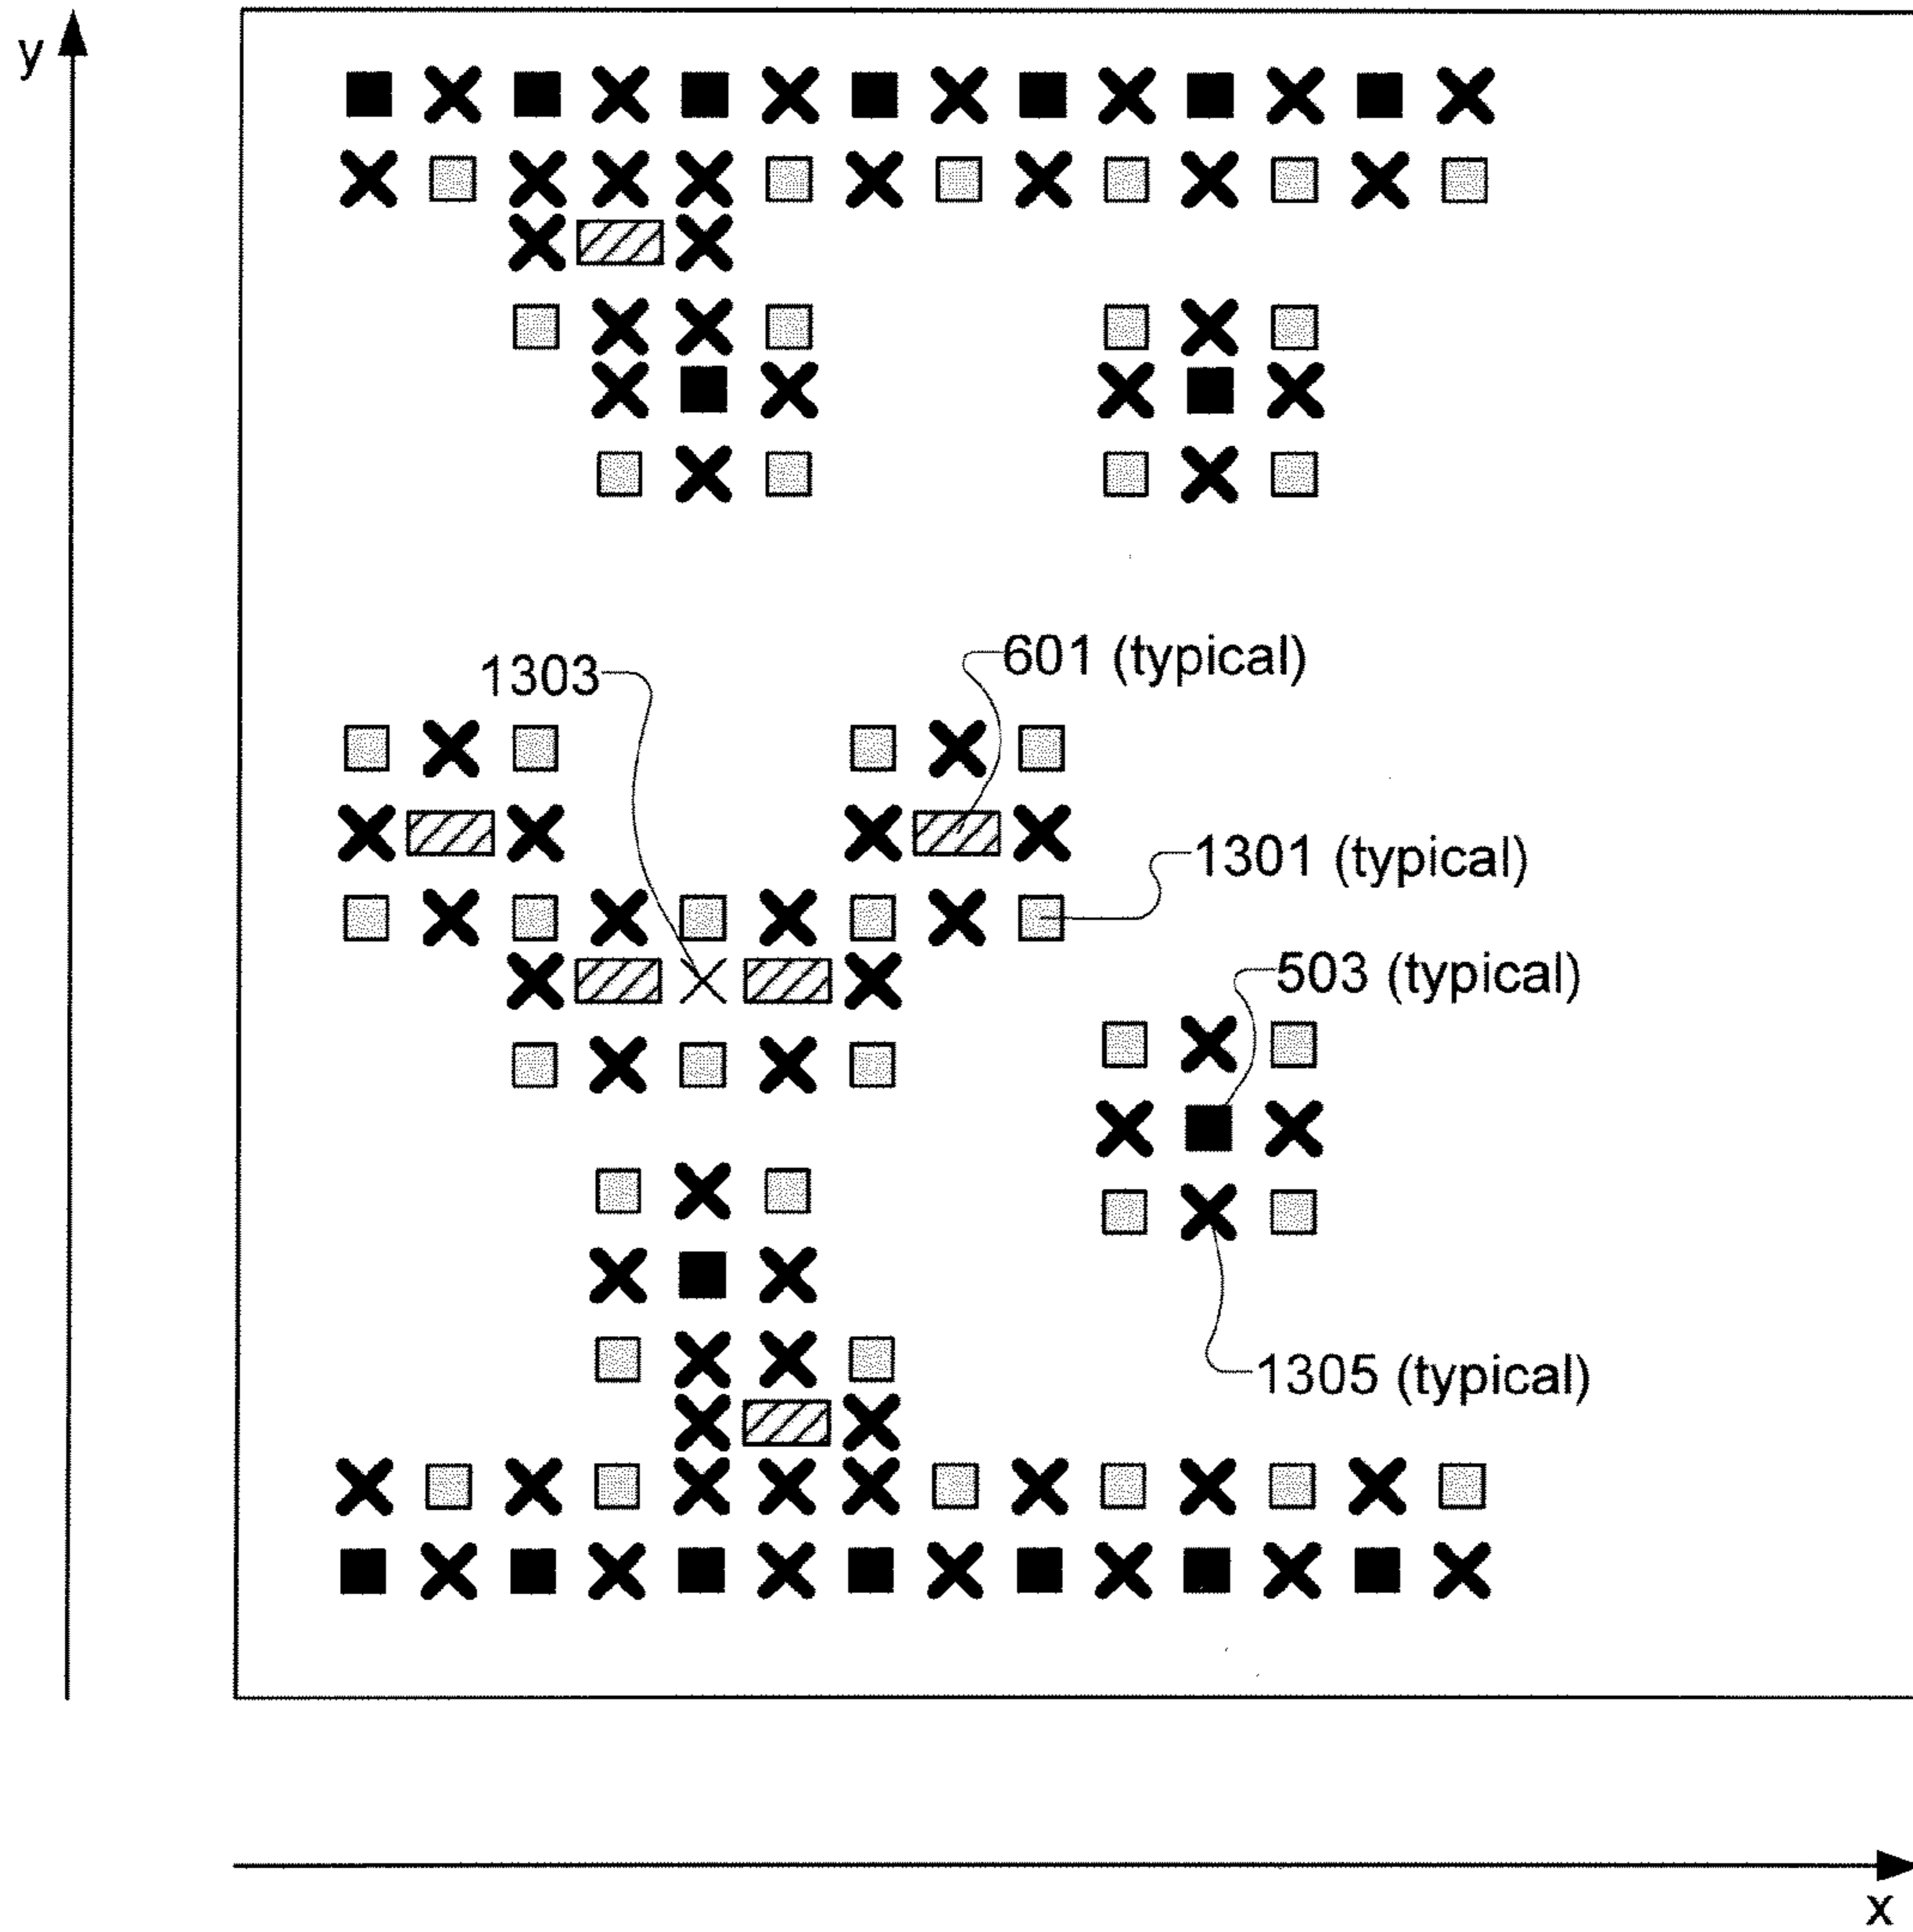 y
601 (typical)
1303
1301 (typical)
503 (typical)
1305 (typical)
x